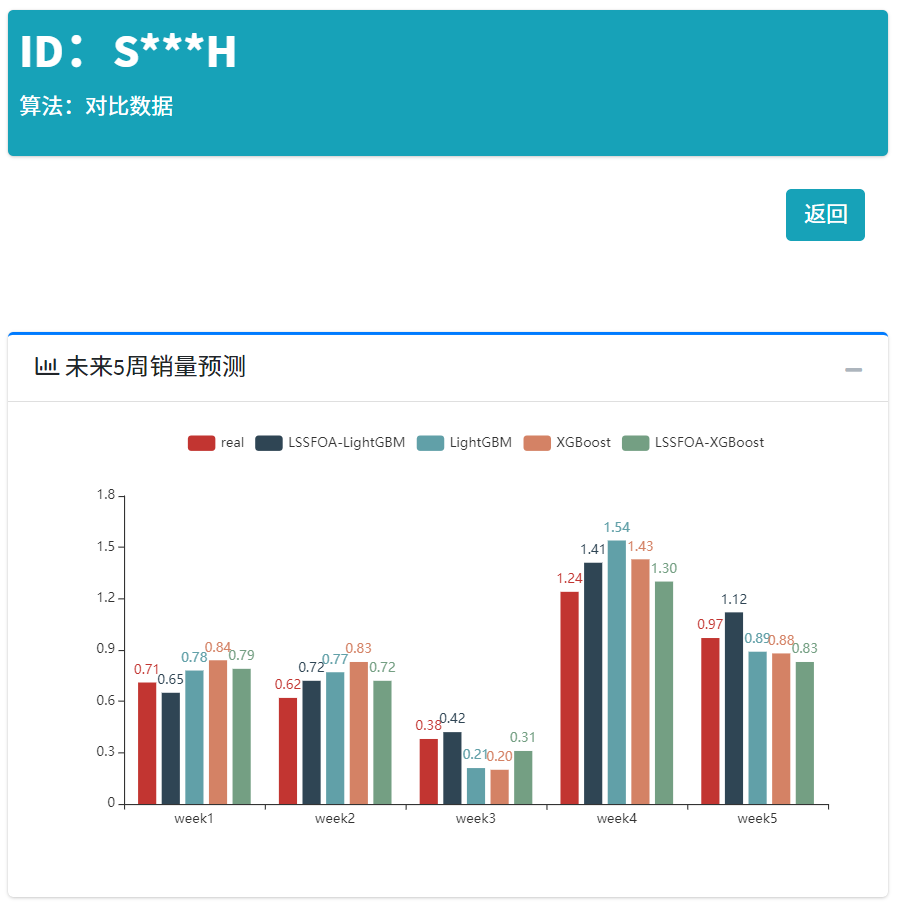 ID： S***H
算法：对比数据
返回
未来5周销量预测
real LSSFOA-LightGBM LightGBM XGBoost LSSFOA-XGBoost
1.8
1.5
1.2
0.9
0.6
0.3
0
0.71 0.65 0.78 0.84 0.79
0.62 0.72 0.77 0.83 0.72
0.38 0.42 0.21 0.20 0.31
1.24 1.41 1.54 1.43 1.30
0.97 1.12 0.89 0.88 0.83
week1 week2 week3 week4 week5